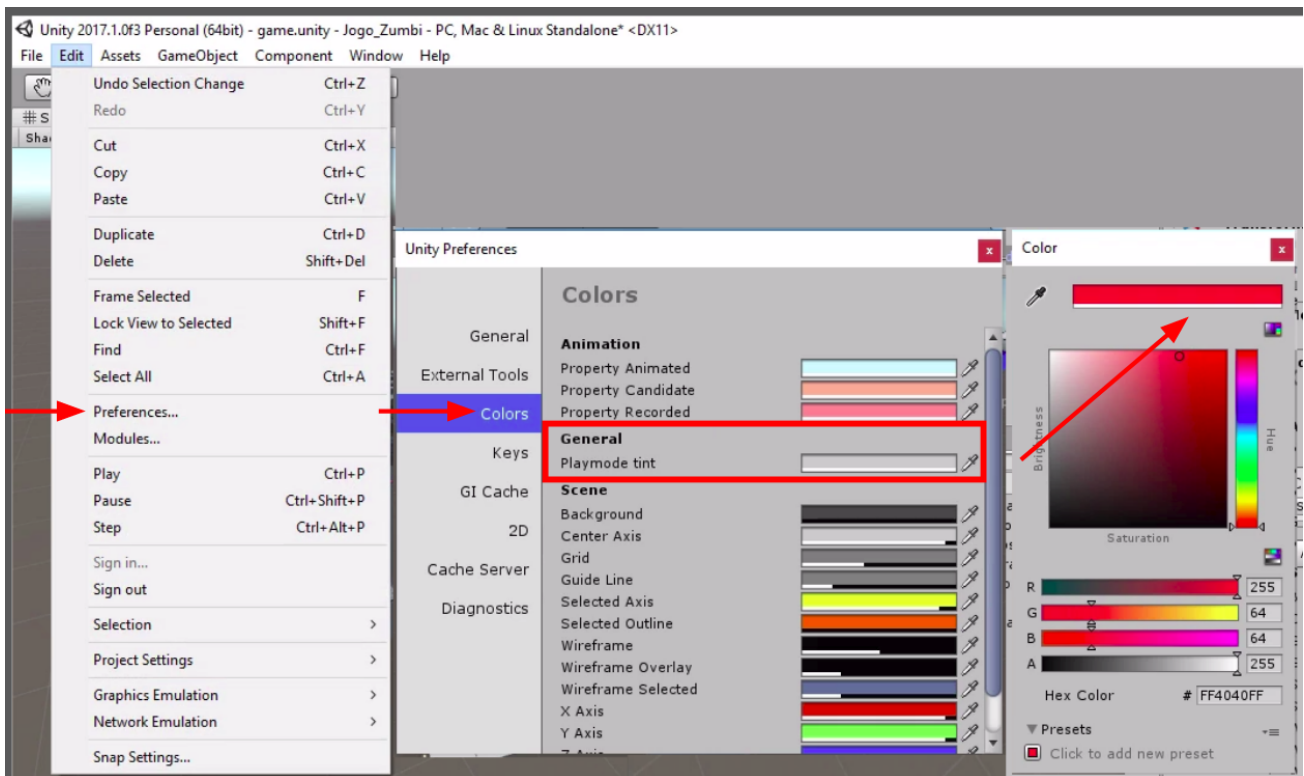 Unity 2017.1.0f3 Personal (64bit) - game.unity - Jogo_Zumbi - PC, Mac & Linux Standalone* <DX11>
File Edit Assets GameObject Component Window Help
Undo Selection Change Ctrl+Z
Redo Ctrl+Y
Cut Ctrl+X
Copy Ctrl+C
Paste Ctrl+V
Duplicate Ctrl+D
Delete Shift+Del
Frame Selected F
Lock View to Selected Shift+F
Find Ctrl+F
Select All Ctrl+A
Preferences...
Modules...
Play Ctrl+P
Pause Ctrl+Shift+P
Step Ctrl+Alt+P
Sign in...
Sign out
Selection
Project Settings
Graphics Emulation
Network Emulation
Snap Settings...
Unity Preferences
General
External Tools
Colors
Keys
GI Cache
2D
Cache Server
Diagnostics
Colors
Animation
Property Animated
Property Candidate
Property Recorded
General
Playmode tint
Scene
Background
Center Axis
Grid
Guide Line
Selected Axis
Selected Outline
Wireframe
Wireframe Overlay
Wireframe Selected
X Axis
Y Axis
Color
Brightness
Hue
Saturation
R 255
G 64
B 64
A 255
Hex Color # FF4040FF
Presets
Click to add new preset